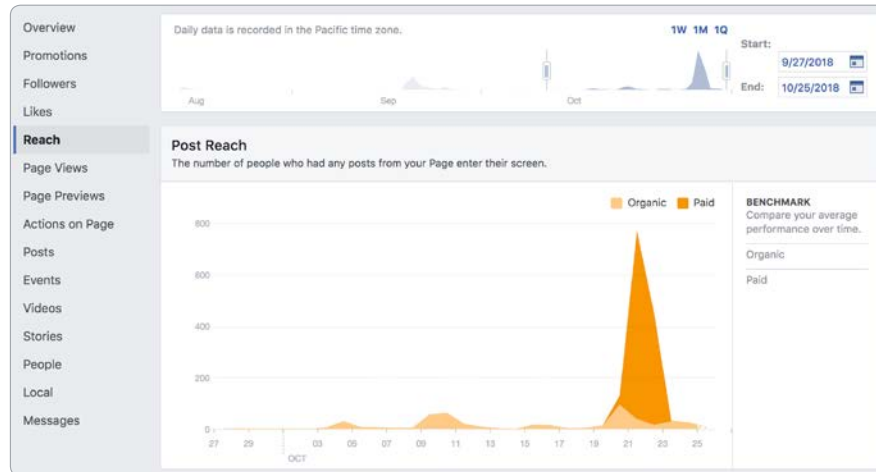 Overview
Promotions
Followers
Likes
Reach
Page Views
Page Previews
Actions on Page
Posts
Events
Videos
Stories
People
Local
Messages
Daily data is recorded in the Pacific time zone.
1W 1M 1Q
Start:
9/27/2018
End:
10/25/2018
Aug
Sep
Oct
Post Reach
The number of people who had any posts from your Page enter their screen.
Organic Paid
800
600
400
200
0
27 29 03 05 07 09 11 13 15 17 19 21 23 25
OCT
BENCHMARK
Compare your average
performance over time.
Organic
Paid